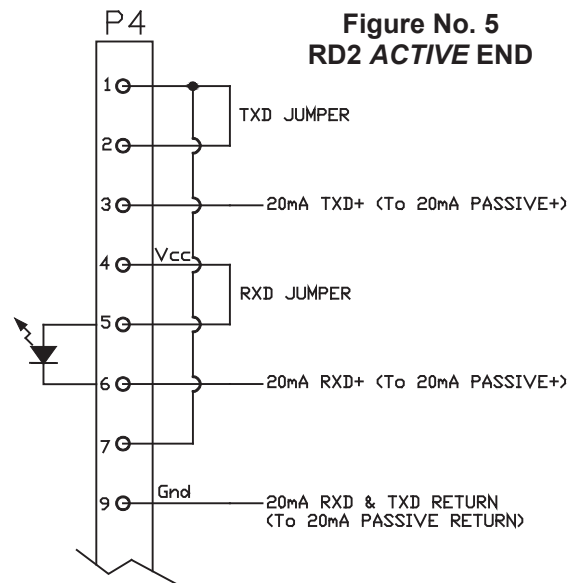 P4
Figure No. 5
RD2 ACTIVE END
1
TXD JUMPER
2
3
20mA TXD+ (To 20mA PASSIVE+)
4
Vcc
RXD JUMPER
5
6
20mA RXD+ (To 20mA PASSIVE+)
7
9
Gnd
20mA RXD & TXD RETURN
(To 20mA PASSIVE RETURN)